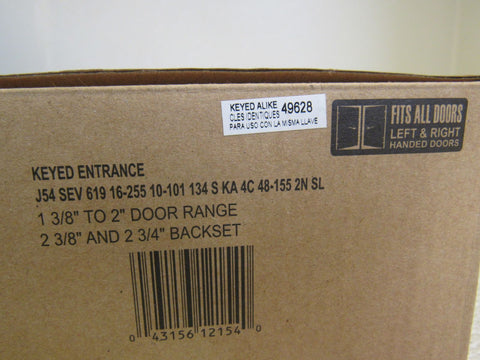 KEYED ALIKE 49628
CLES IDENTIQUES
PARA USO CON LA MISMA LLAVE
FITS ALL DOORS
LEFT & RIGHT
HANDED DOORS
KEYED ENTRANCE
J54 SEV 619 16-255 10-101 134 S KA 4C 48-155 2N SL
1 3/8" TO 2" DOOR RANGE
2 3/8" AND 2 3/4" BACKSET
0 43156 12154 0